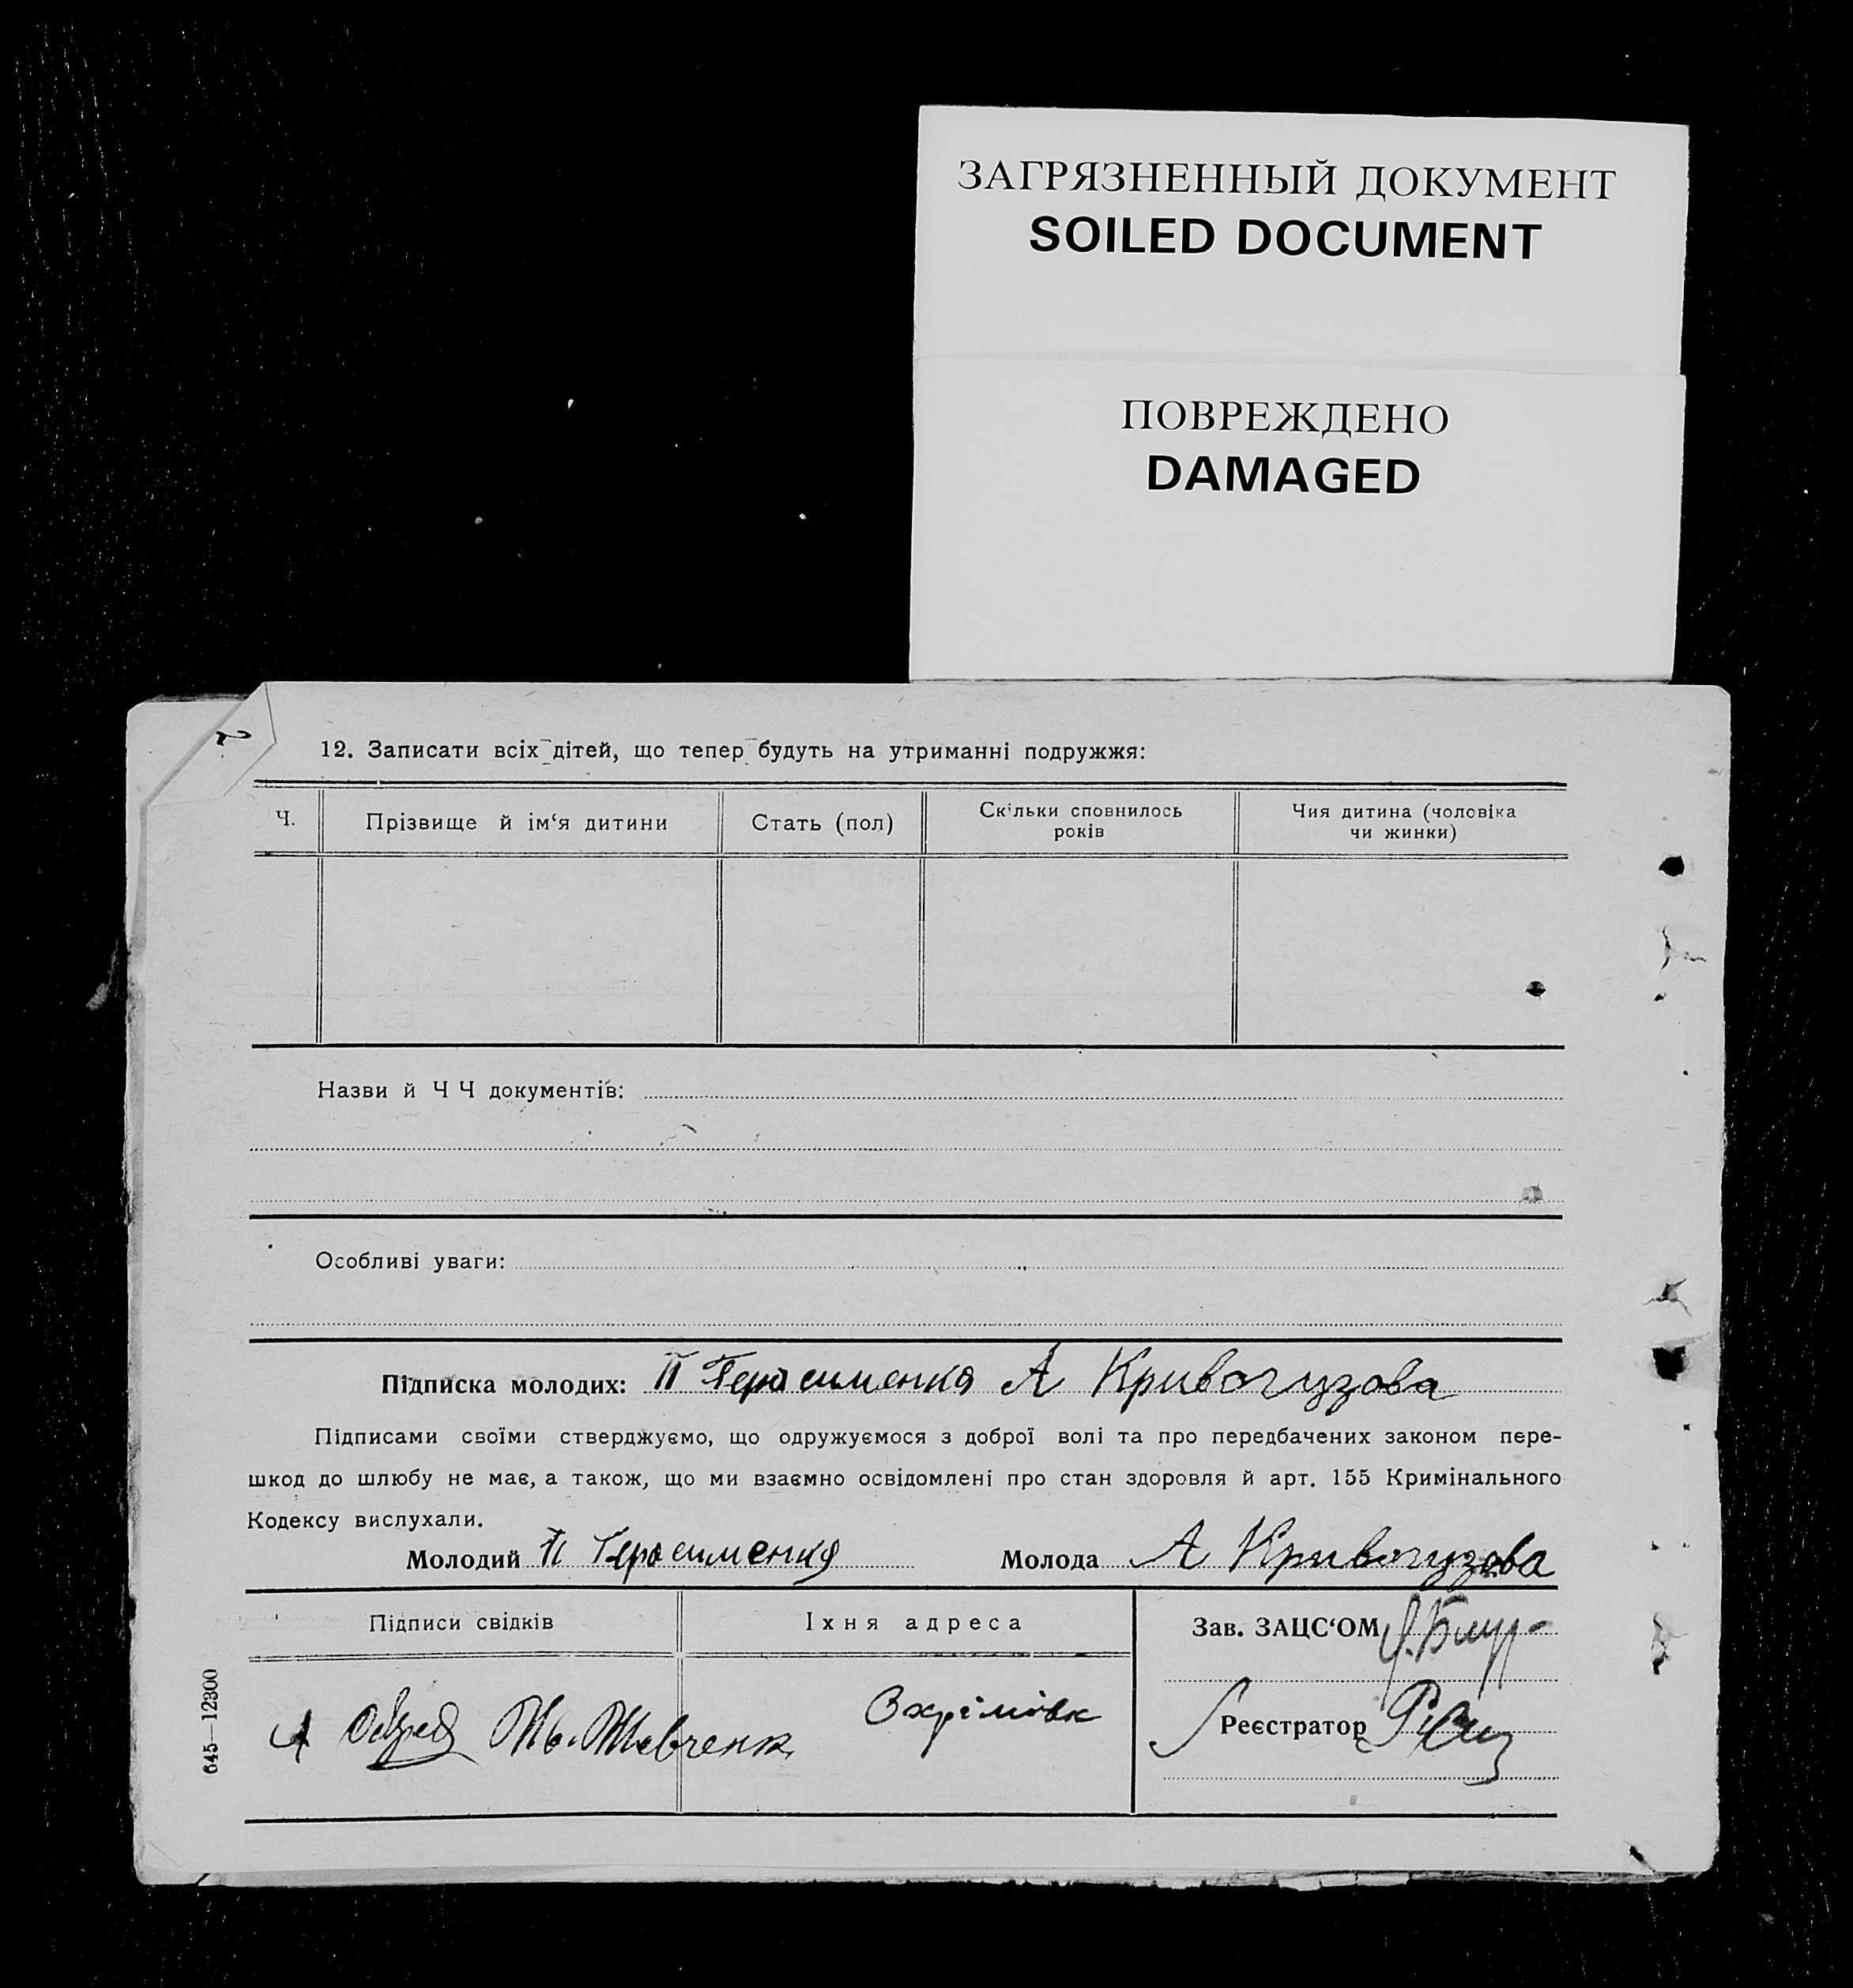 ЗАГРЯЗНЕННЫЙ ДОКУМЕНТ
SOILED DOCUMENT
ПОВРЕЖДЕНО
DAMAGED
12. Записати всіх дітей, що тепер будуть на утриманні подружжя:
Ч. Прізвище й ім‘я дитини Стать (пол) Скільки сповнилось років Чия дитина (чоловіка чи жинки)
Назви й Ч Ч документів:
Особливі уваги:
Підписка молодих: П Герасименко А Кривогузова
Підписами своїми стверджуємо, що одружуємося з доброї волі та про передбачених законом пере-
шкод до шлюбу не має, а також, що ми взаємно освідомлені про стан здоровля й арт. 155 Кримінального
Кодексу вислухали.
Молодий П Герасименко Молода А Кривогузова
Підписи свідків Їхня адреса Зав. ЗАЦС‘ОМ
Шевченк Охрімівк Реєстратор
645—12300